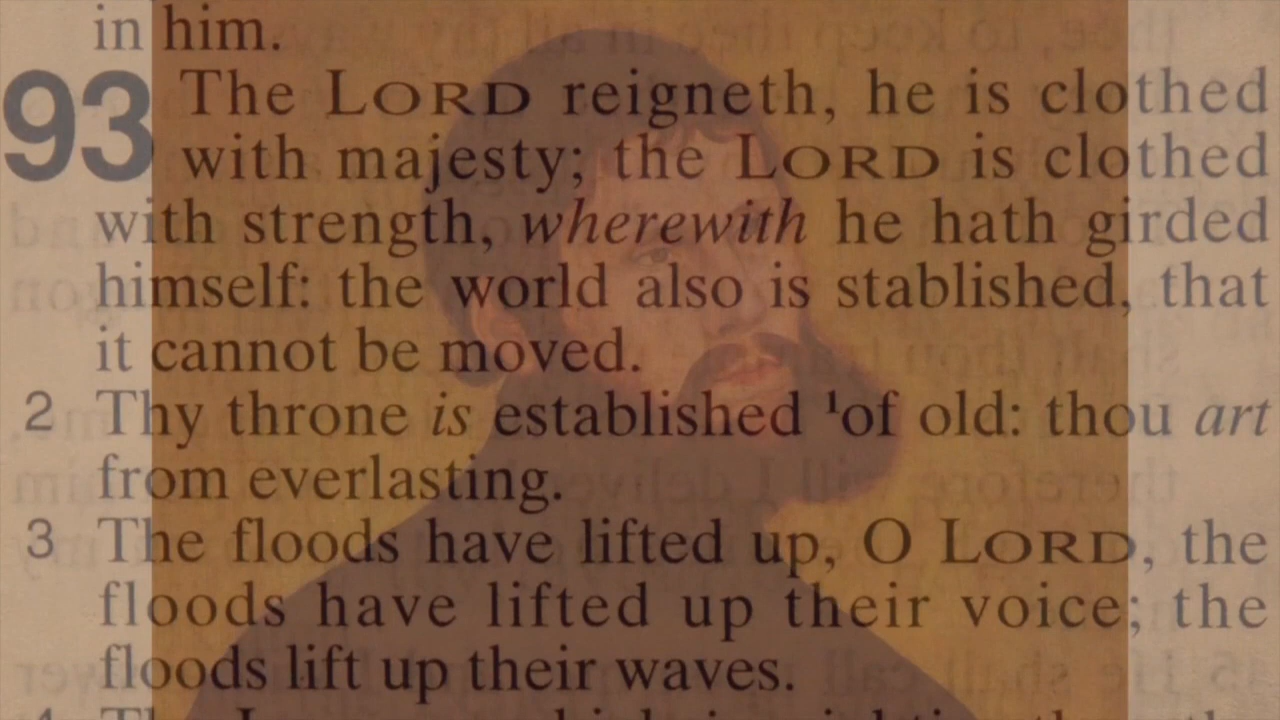 in him.
93 The LORD reigneth, he is clothed
with majesty; the LORD is clothed
with strength, wherewith he hath girded
himself: the world also is stablished, that
it cannot be moved.
2 Thy throne is established ¹of old: thou art
from everlasting.
3 The floods have lifted up, O LORD, the
floods have lifted up their voice; the
floods lift up their waves.